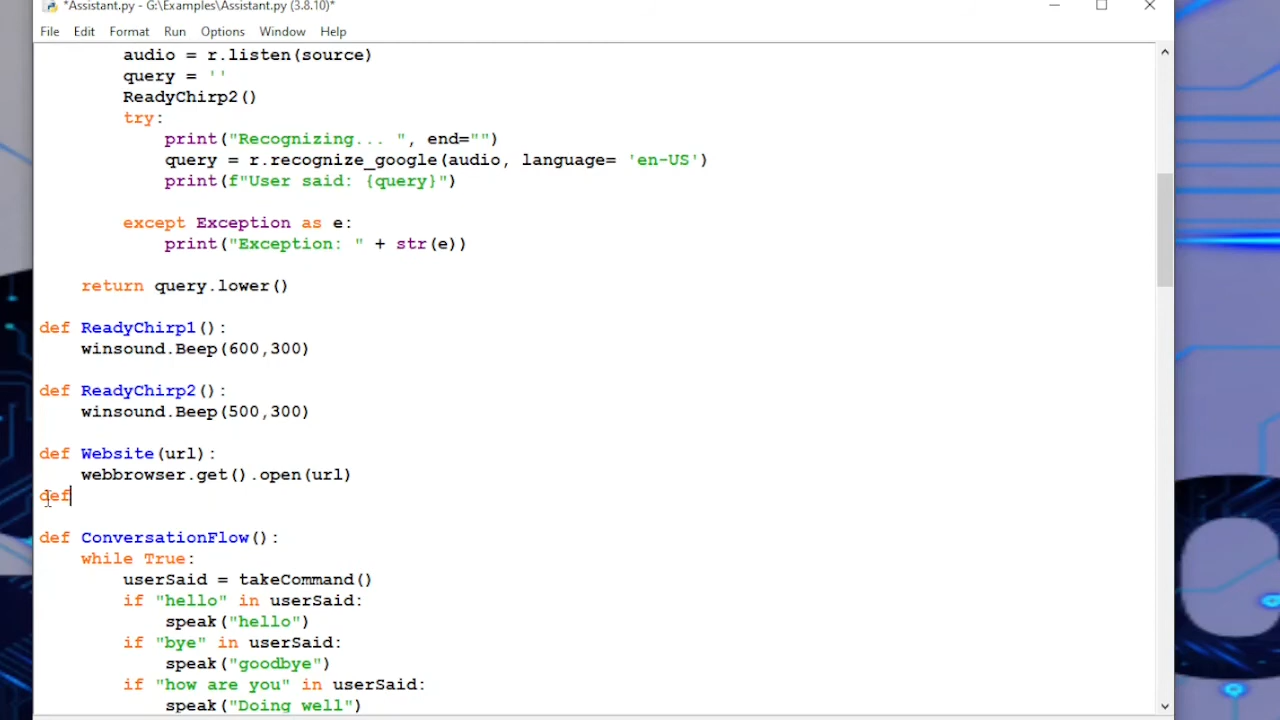 *Assistant.py - G:\Examples\Assistant.py (3.8.10)*
File Edit Format Run Options Window Help
audio = r.listen(source)
query = ''
ReadyChirp2()
try:
print("Recognizing... ", end="")
query = r.recognize_google(audio, language= 'en-US')
print(f"User said: {query}")
except Exception as e:
print("Exception: " + str(e))
return query.lower()
def ReadyChirp1():
winsound.Beep(600,300)
def ReadyChirp2():
winsound.Beep(500,300)
def Website(url):
webbrowser.get().open(url)
def
def ConversationFlow():
while True:
userSaid = takeCommand()
if "hello" in userSaid:
speak("hello")
if "bye" in userSaid:
speak("goodbye")
if "how are you" in userSaid:
speak("Doing well")